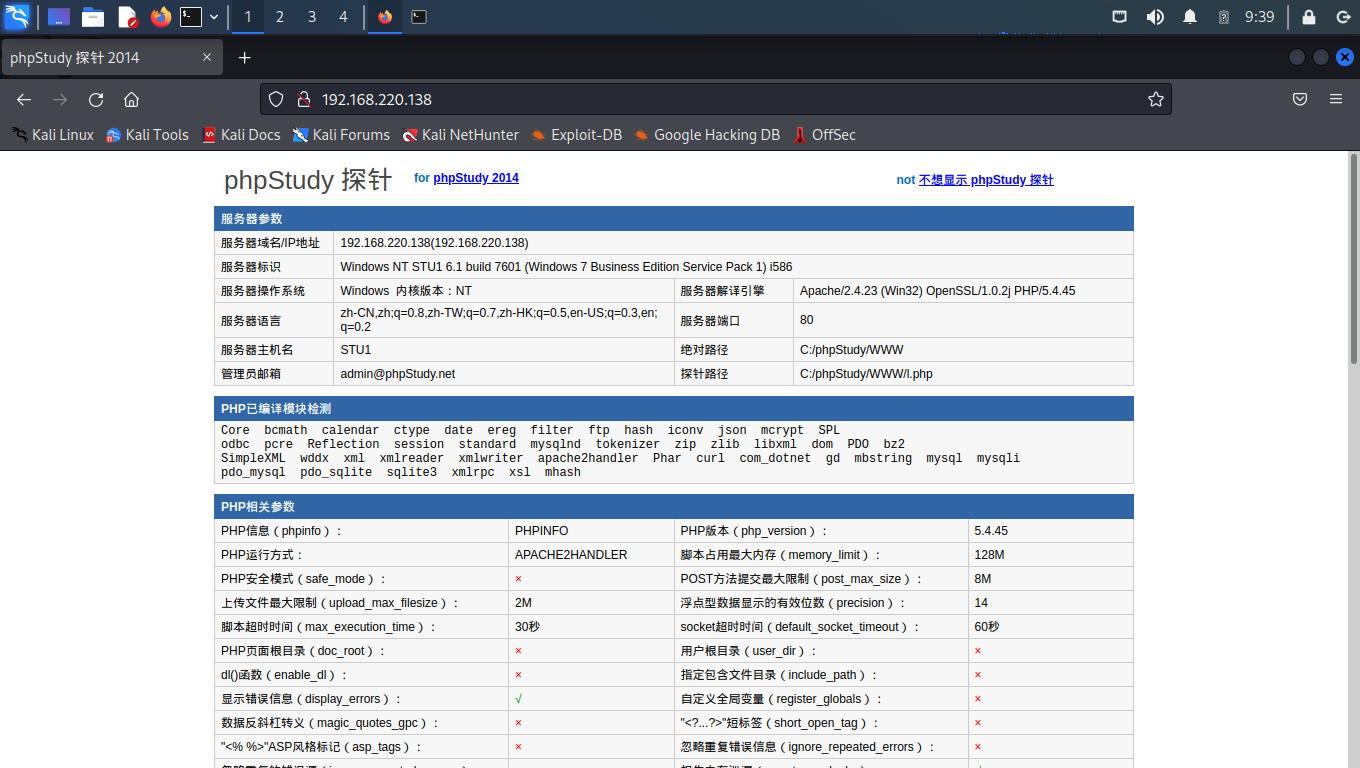 1 2 3 4 9:39
phpStudy 探针 2014
192.168.220.138
Kali Linux Kali Tools Kali Docs Kali Forums Kali NetHunter Exploit-DB Google Hacking DB OffSec
phpStudy 探针 for phpStudy 2014 not 不想显示 phpStudy 探针
服务器参数
服务器域名/IP地址 192.168.220.138(192.168.220.138)
服务器标识 Windows NT STU1 6.1 build 7601 (Windows 7 Business Edition Service Pack 1) i586
服务器操作系统 Windows 内核版本：NT 服务器解译引擎 Apache/2.4.23 (Win32) OpenSSL/1.0.2j PHP/5.4.45
服务器语言 zh-CN,zh;q=0.8,zh-TW;q=0.7,zh-HK;q=0.5,en-US;q=0.3,en;
q=0.2 服务器端口 80
服务器主机名 STU1 绝对路径 C:/phpStudy/WWW
管理员邮箱 admin@phpStudy.net 探针路径 C:/phpStudy/WWW/l.php
PHP已编译模块检测
Core bcmath calendar ctype date ereg filter ftp hash iconv json mcrypt SPL
odbc pcre Reflection session standard mysqlnd tokenizer zip zlib libxml dom PDO bz2
SimpleXML wddx xml xmlreader xmlwriter apache2handler Phar curl com_dotnet gd mbstring mysql mysqli
pdo_mysql pdo_sqlite sqlite3 xmlrpc xsl mhash
PHP相关参数
PHP信息（phpinfo）： PHPINFO PHP版本（php_version）： 5.4.45
PHP运行方式： APACHE2HANDLER 脚本占用最大内存（memory_limit）： 128M
PHP安全模式（safe_mode）： × POST方法提交最大限制（post_max_size）： 8M
上传文件最大限制（upload_max_filesize）： 2M 浮点型数据显示的有效位数（precision）： 14
脚本超时时间（max_execution_time）： 30秒 socket超时时间（default_socket_timeout）： 60秒
PHP页面根目录（doc_root）： × 用户根目录（user_dir）： ×
dl()函数（enable_dl）： × 指定包含文件目录（include_path）： ×
显示错误信息（display_errors）： √ 自定义全局变量（register_globals）： ×
数据反斜杠转义（magic_quotes_gpc）： × "<?...?>"短标签（short_open_tag）： ×
"<% %>"ASP风格标记（asp_tags）： × 忽略重复错误信息（ignore_repeated_errors）： ×